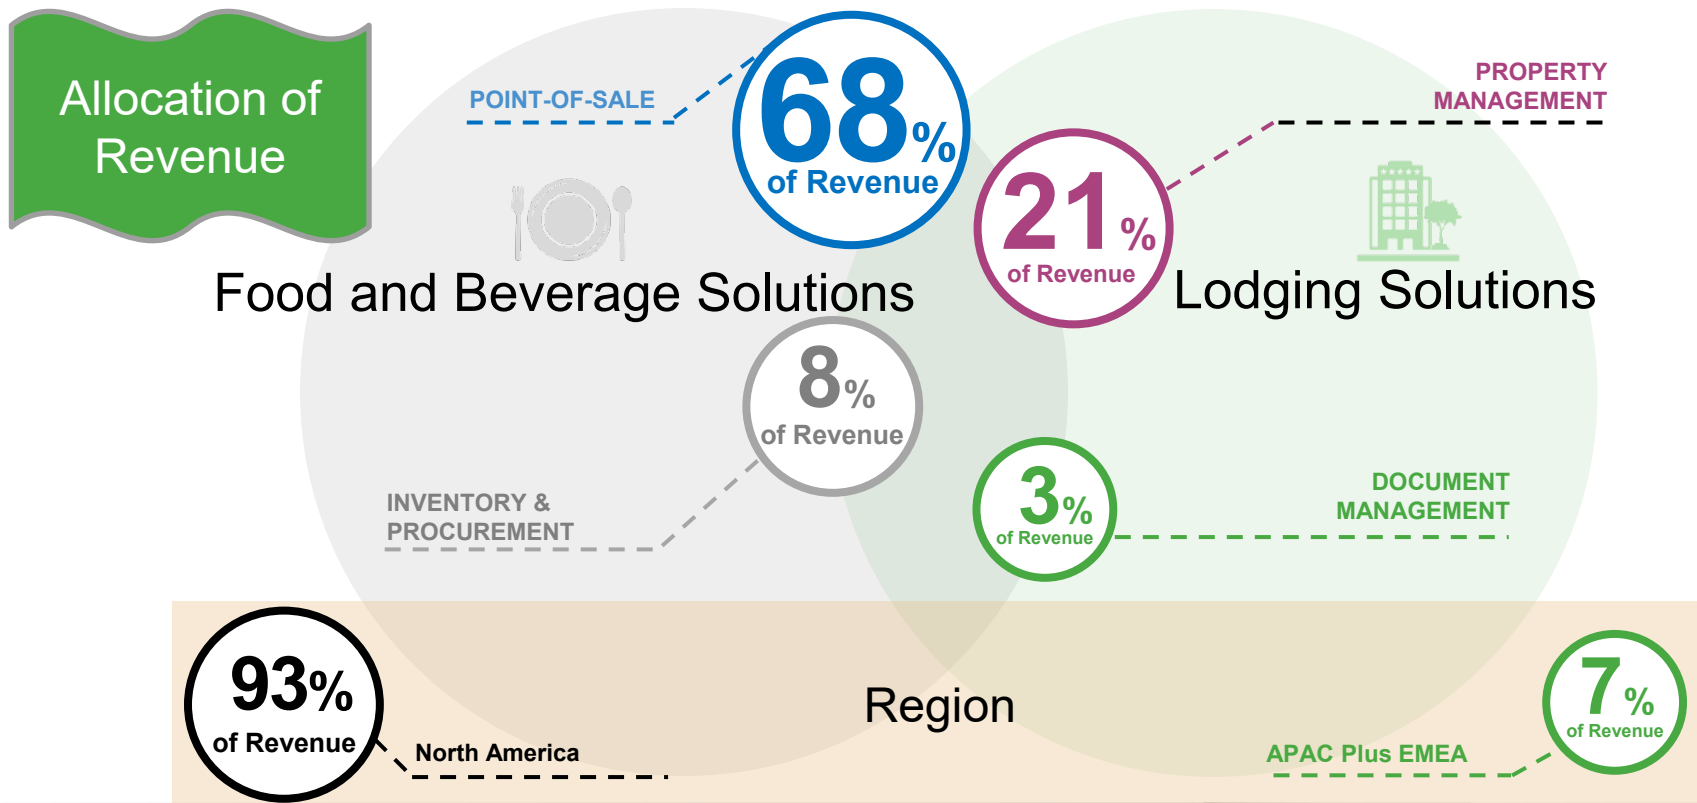 Allocation of
Revenue
POINT-OF-SALE
68%
of Revenue
PROPERTY
MANAGEMENT
21%
of Revenue
Food and Beverage Solutions
Lodging Solutions
8%
of Revenue
INVENTORY &
PROCUREMENT
3%
of Revenue
DOCUMENT
MANAGEMENT
93%
of Revenue
North America
Region
7%
of Revenue
APAC Plus EMEA